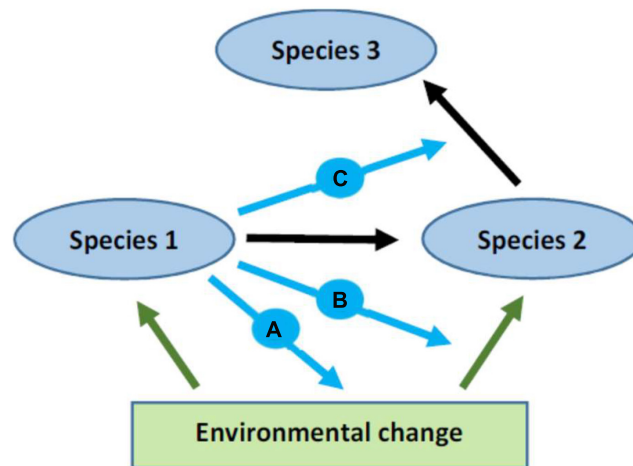 Species 3
C
Species 1
Species 2
B
A
Environmental change